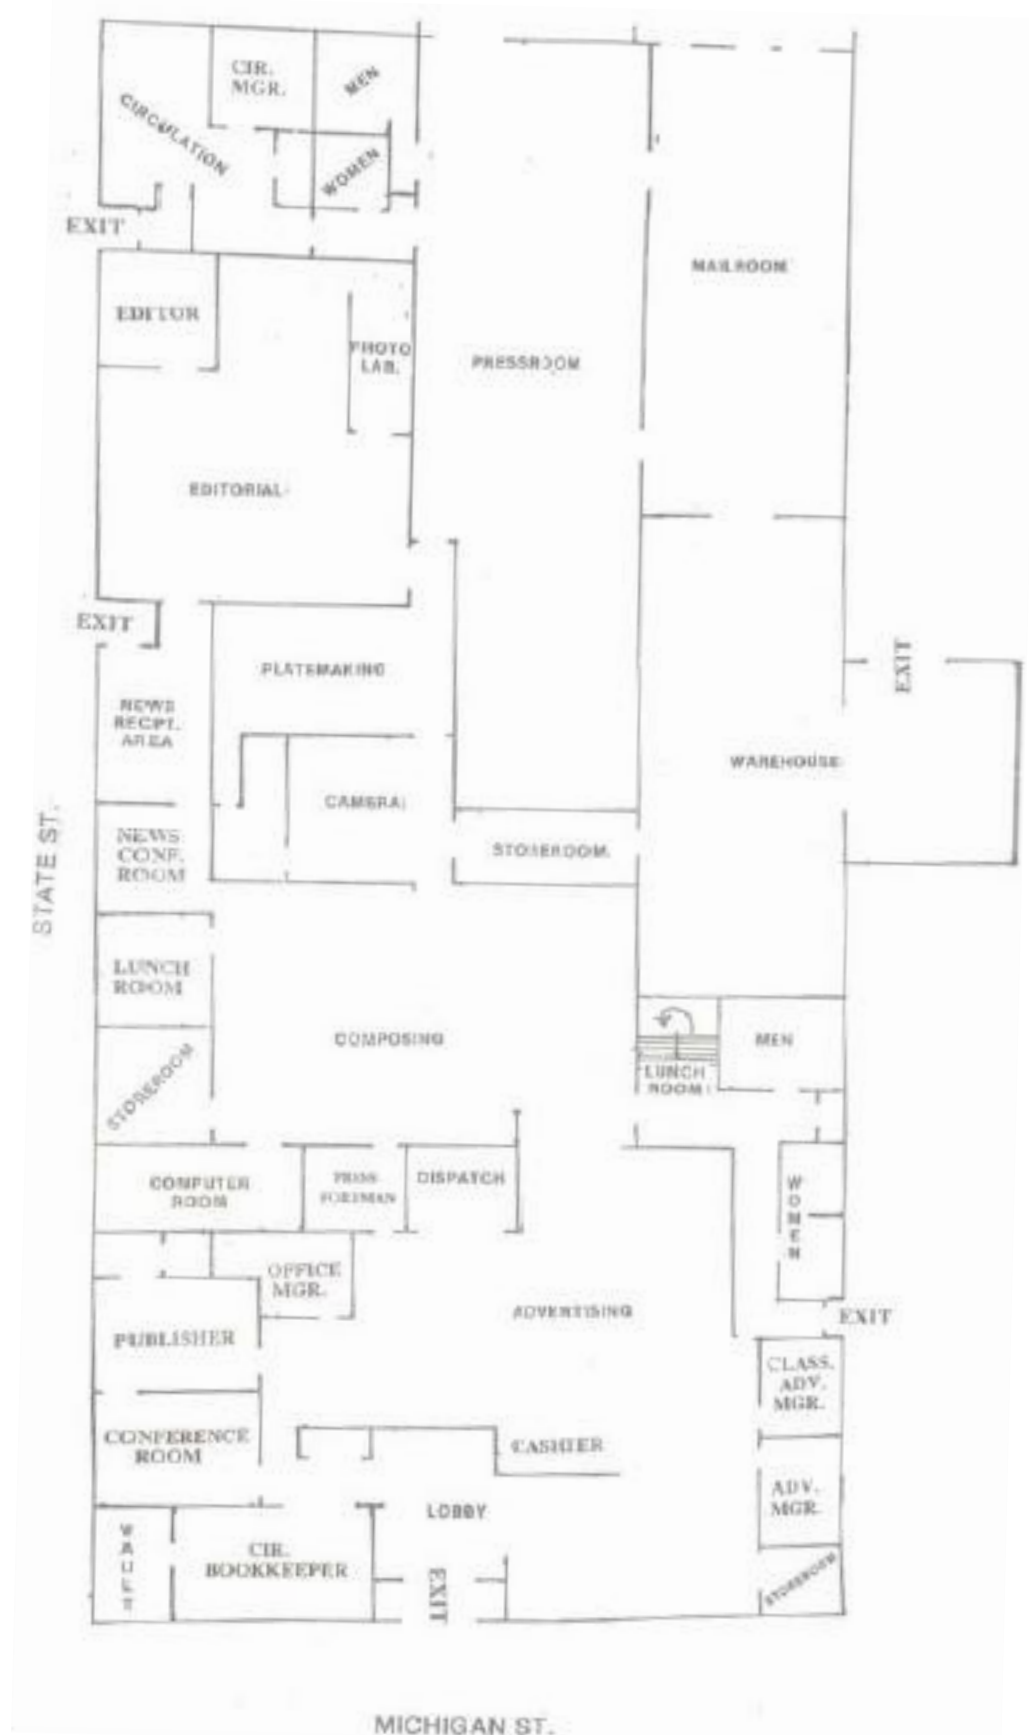 CIR.
MGR.
MEN
CIRCULATION
WOMEN
EXIT
MAILROOM
EDITOR
PHOTO
LAB.
PRESSROOM
EDITORIAL
EXIT
PLATEMAKING
EXIT
NEWS
RECPT.
AREA
WAREHOUSE
CAMERA
NEWS
CONF.
ROOM
STOREROOM
STATE ST.
LUNCH
ROOM
COMPOSING
MEN
LUNCH
ROOM
STOREROOM
COMPUTER
ROOM
PRESS
FOREMAN
DISPATCH
WOMEN
OFFICE
MGR.
ADVERTISING
EXIT
PUBLISHER
CLASS.
ADV.
MGR.
CONFERENCE
ROOM
CASHIER
ADV.
MGR.
LOBBY
CIR.
BOOKKEEPER
EXIT
STOREROOM
MICHIGAN ST.